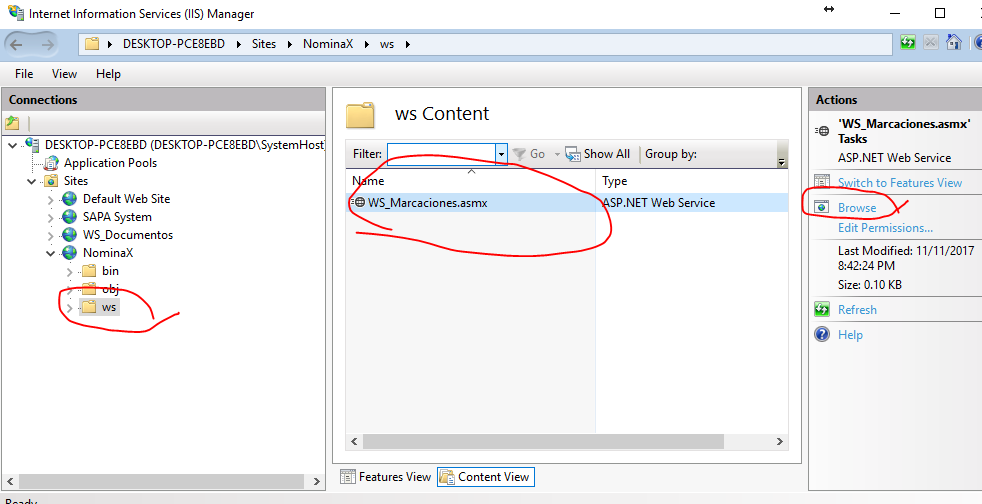 Internet Information Services (IIS) Manager
DESKTOP-PCE8EBD Sites NominaX ws
File View Help
Connections
DESKTOP-PCE8EBD (DESKTOP-PCE8EBD\SystemHost)
Application Pools
Sites
Default Web Site
SAPA System
WS_Documentos
NominaX
bin
obj
ws
ws Content
Filter: Go Show All Group by:
Name Type
WS_Marcaciones.asmx ASP.NET Web Service
Features View Content View
Actions
'WS_Marcaciones.asmx'
Tasks
ASP.NET Web Service
Switch to Features View
Browse
Edit Permissions...
Last Modified: 11/11/2017
8:42:24 PM
Size: 0.10 KB
Refresh
Help
Ready